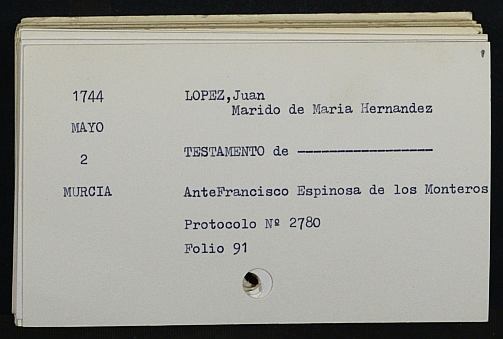 1744 LOPEZ,Juan
Marido de Maria Hernandez
MAYO
2 TESTAMENTO de -----------------
MURCIA AnteFrancisco Espinosa de los Monteros
Protocolo Nº 2780
Folio 91